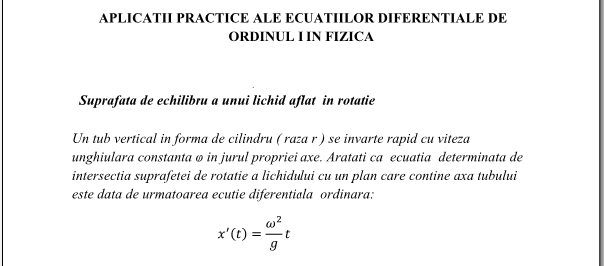 APLICATII PRACTICE ALE ECUATIILOR DIFERENTIALE DE
ORDINUL I IN FIZICA
Suprafata de echilibru a unui lichid aflat in rotatie
Un tub vertical in forma de cilindru ( raza r ) se invarte rapid cu viteza
unghiulara constanta φ in jurul propriei axe. Aratati ca ecuatia determinata de
intersectia suprafetei de rotatie a lichidului cu un plan care contine axa tubului
este data de urmatoarea ecutie diferentiala ordinara:
x′(t) = ω²/g t